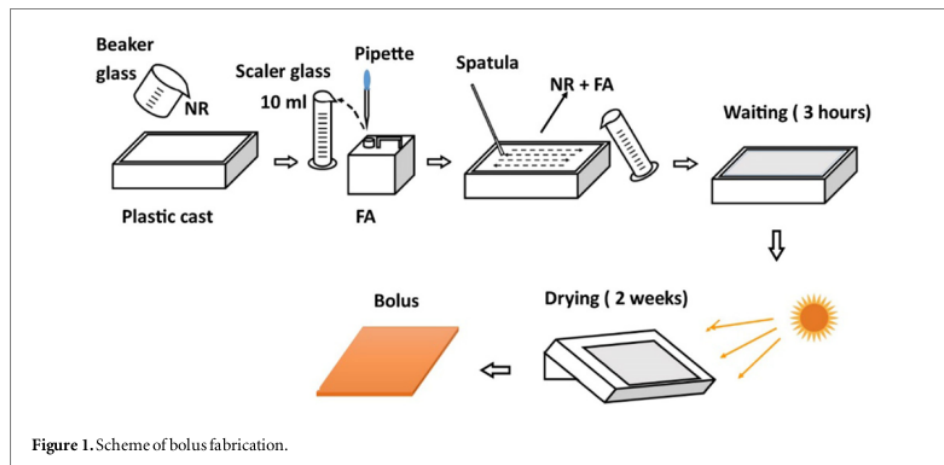 Beaker
glass
NR
Plastic cast
Scaler glass
10 ml
Pipette
FA
Spatula
NR + FA
Waiting ( 3 hours)
Drying ( 2 weeks)
Bolus
Figure 1. Scheme of bolus fabrication.